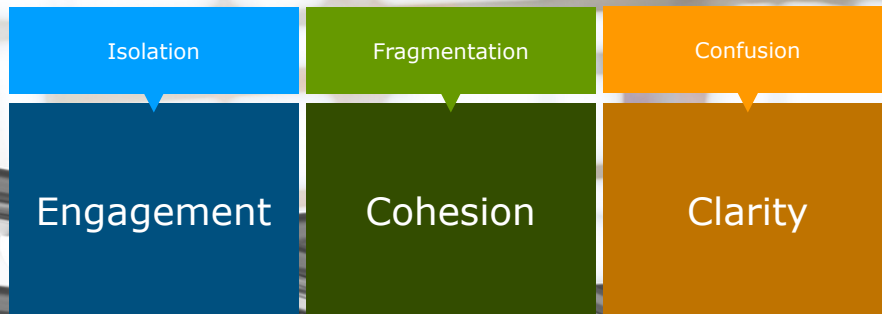 Isolation
Fragmentation
Confusion
Engagement
Cohesion
Clarity